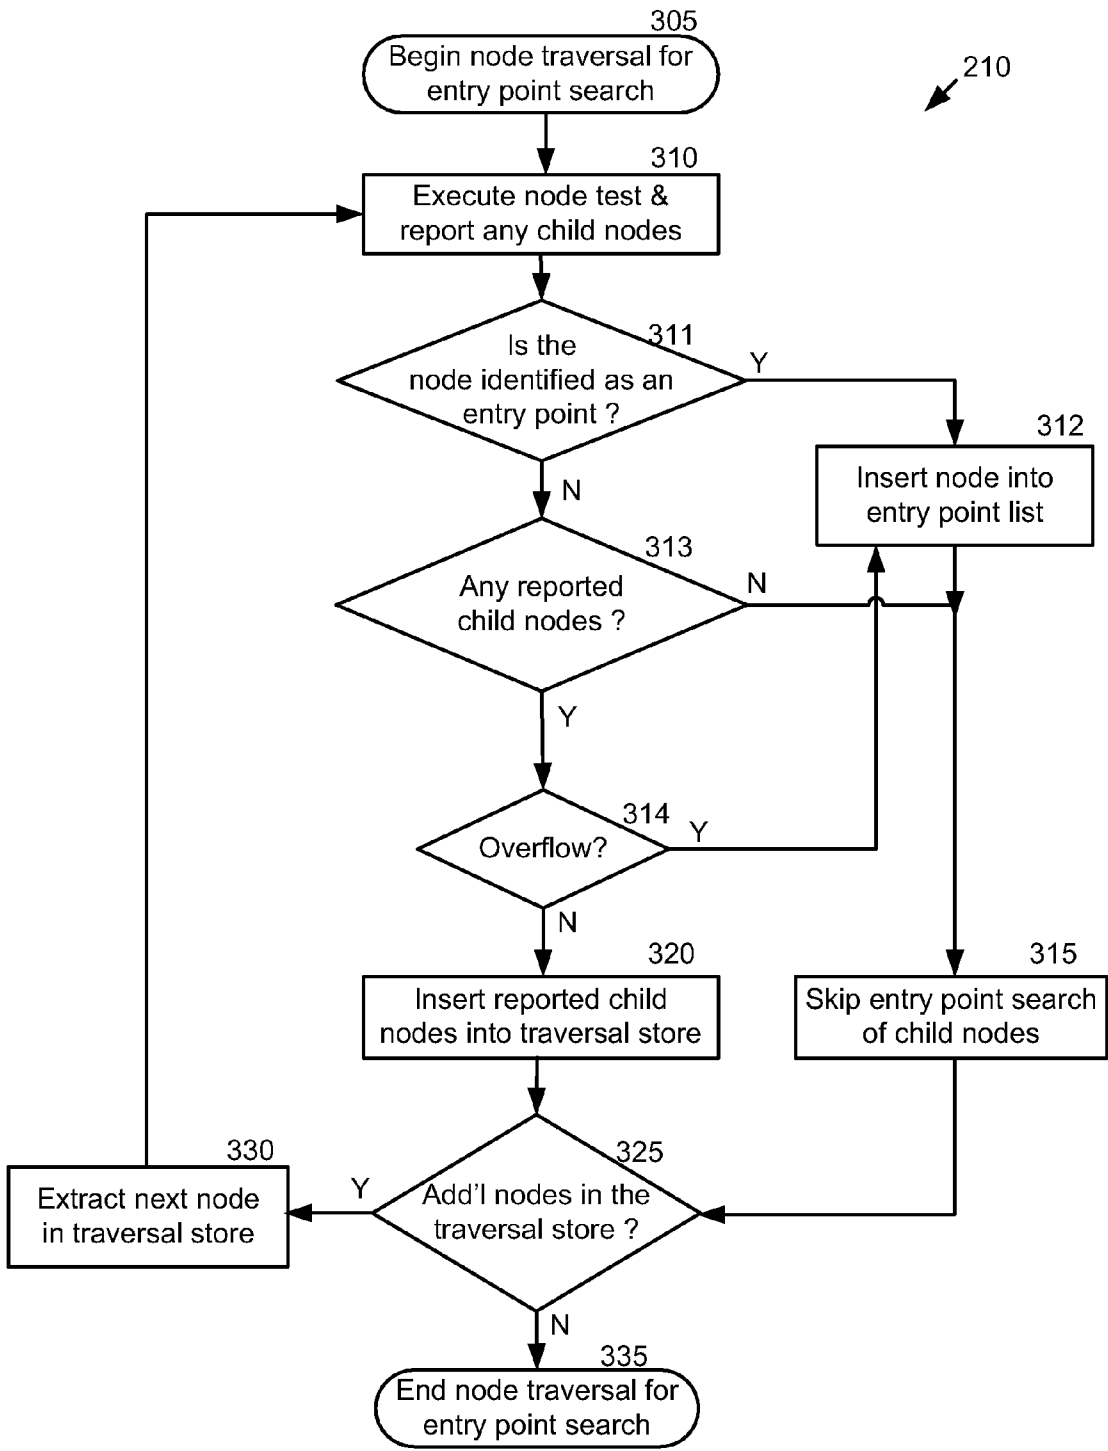 305
Begin node traversal for
entry point search
210
310
Execute node test &
report any child nodes
311
Is the
node identified as an
entry point ?
Y
N
312
Insert node into
entry point list
313
Any reported
child nodes ?
N
Y
314
Overflow?
Y
N
320
Insert reported child
nodes into traversal store
315
Skip entry point search
of child nodes
325
Add'l nodes in the
traversal store ?
Y
330
Extract next node
in traversal store
N
335
End node traversal for
entry point search